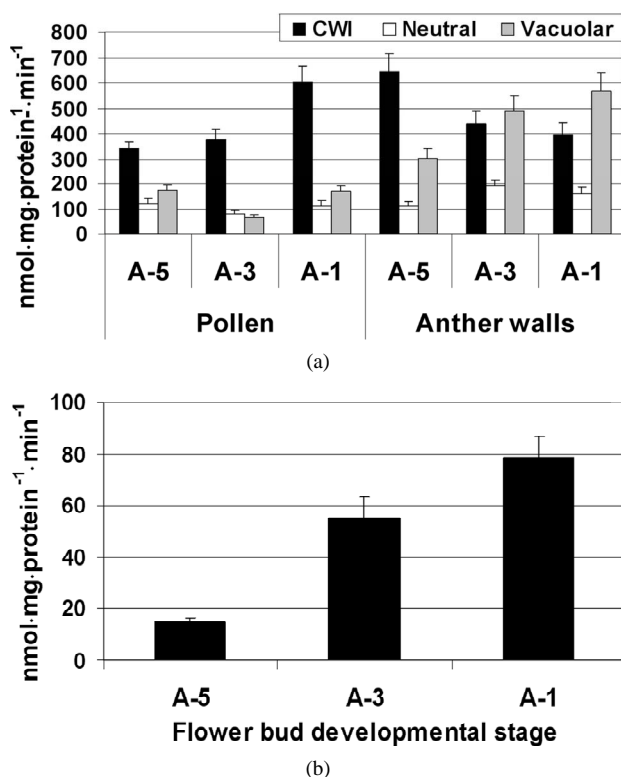 CWI Neutral Vacuolar
800
700
600
500
400
300
200
100
0
nmol·mg·protein⁻¹·min⁻¹
A-5 A-3 A-1 A-5 A-3 A-1
Pollen Anther walls
(a)
100
80
60
40
20
0
nmol·mg·protein⁻¹·min⁻¹
A-5 A-3 A-1
Flower bud developmental stage
(b)